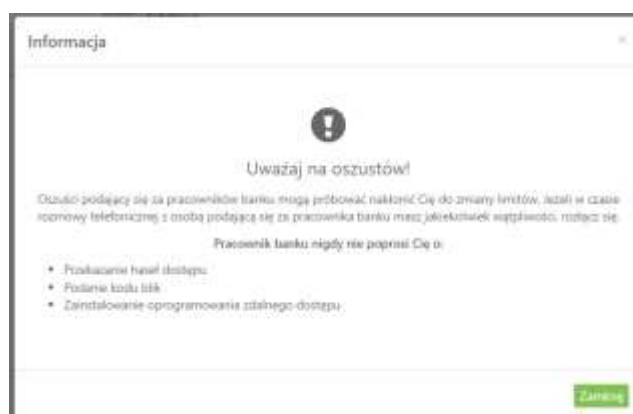 Informacja
Uważaj na oszustów!
Oszuści podający się za pracowników banku mogą próbować nakłonić Cię do zmiany limitów. Jeżeli w czasie
rozmowy telefonicznej z osobą podającą się za pracownika banku masz jakiekolwiek wątpliwości, rozłącz się.
Pracownik banku nigdy nie poprosi Cię o:
Przekazanie haseł dostępu
Podanie kodu blik
Zainstalowanie oprogramowania zdalnego dostępu
Zamknij